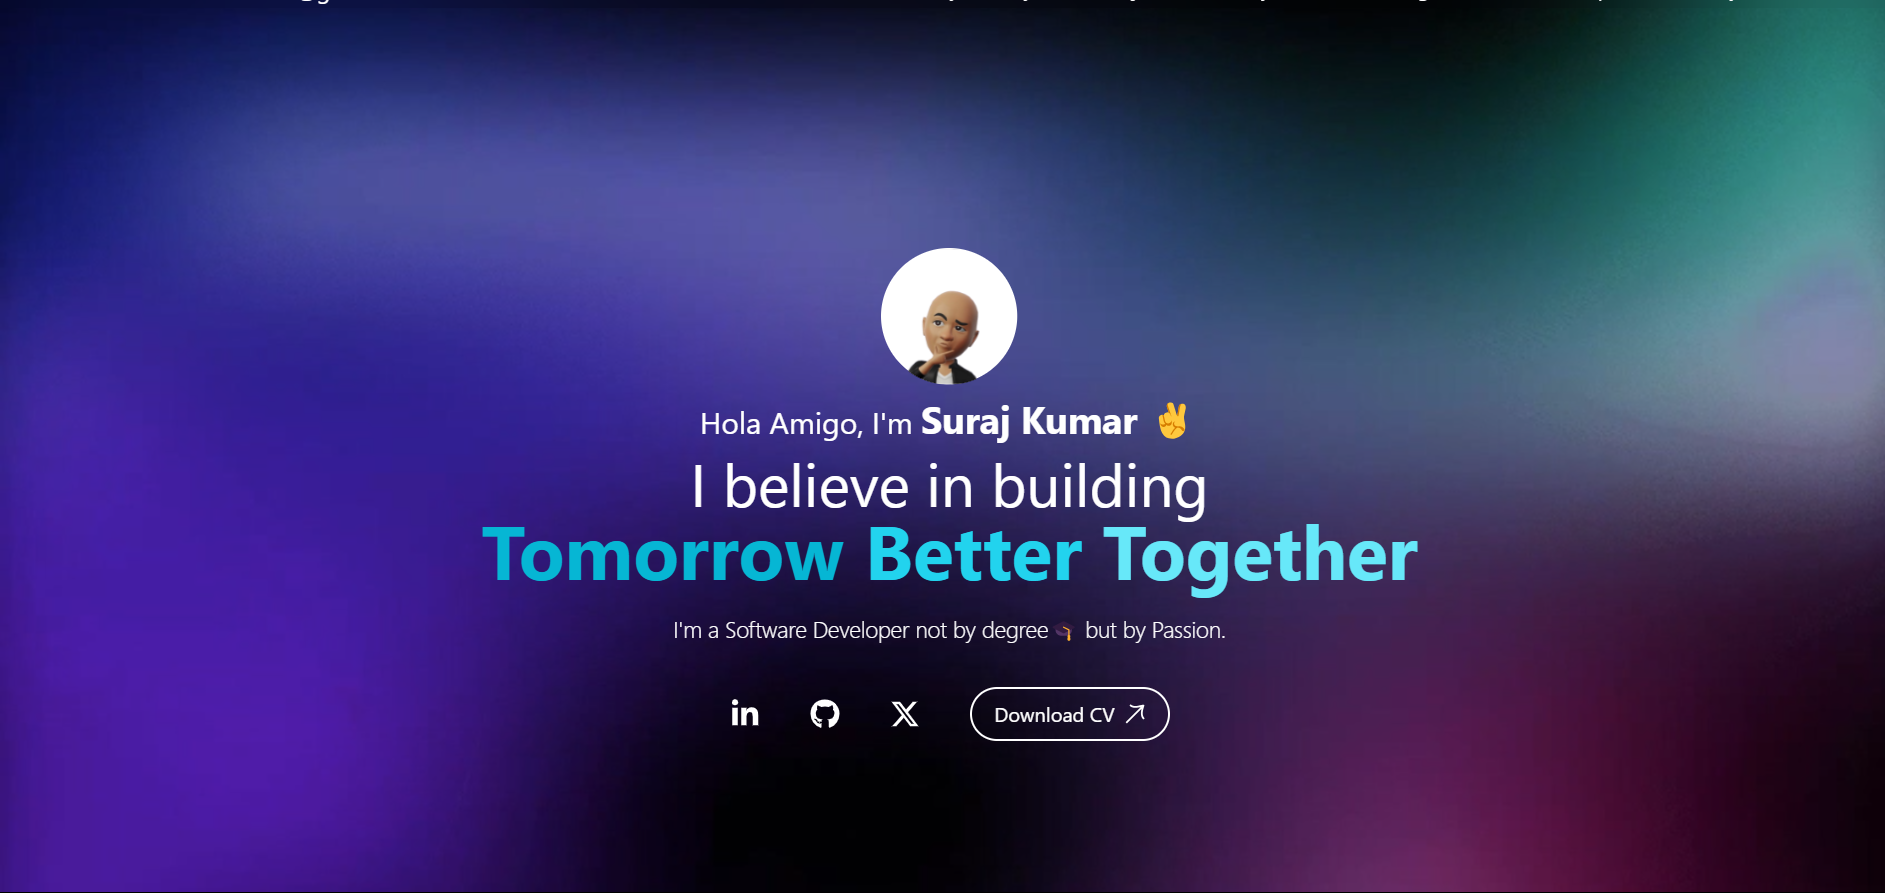 Hola Amigo, I'm Suraj Kumar ✌️
I believe in building
Tomorrow Better Together
I'm a Software Developer not by degree 🎓 but by Passion.
in
X
Download CV